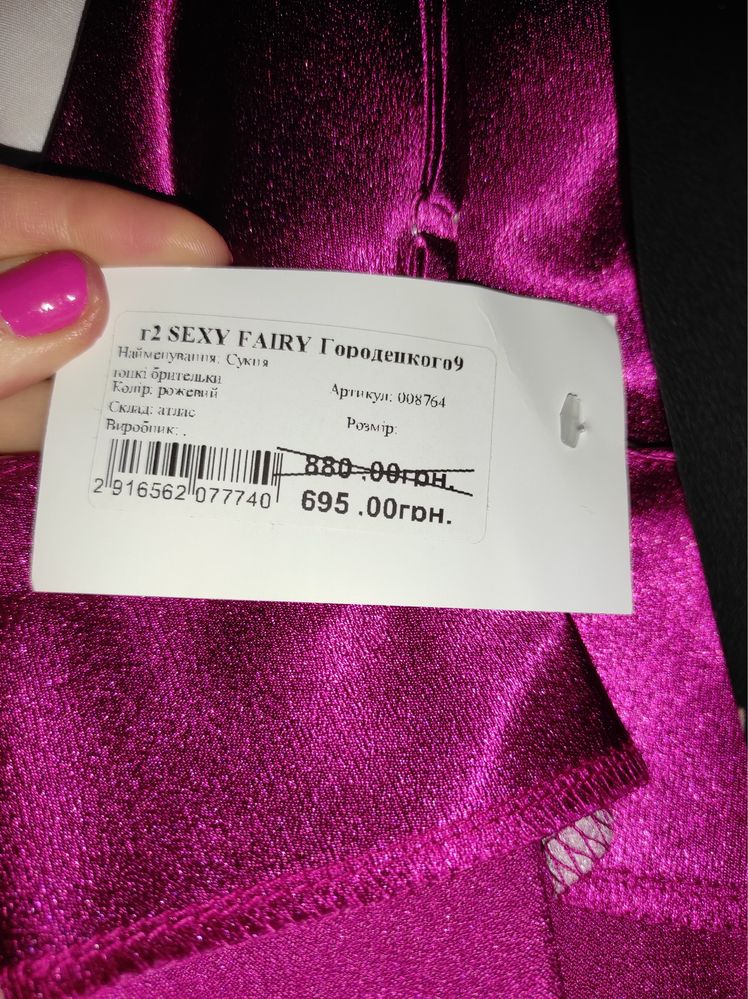 г2 SEXY FAIRY Городецкого9
Найменування: Сукня
тонкі бретельки
Колір: рожевий
Артикул: 008764
Склад: атлас
Розмір:
Виробник: .
880 .00грн.
695 .00грн.
2 916562 077740